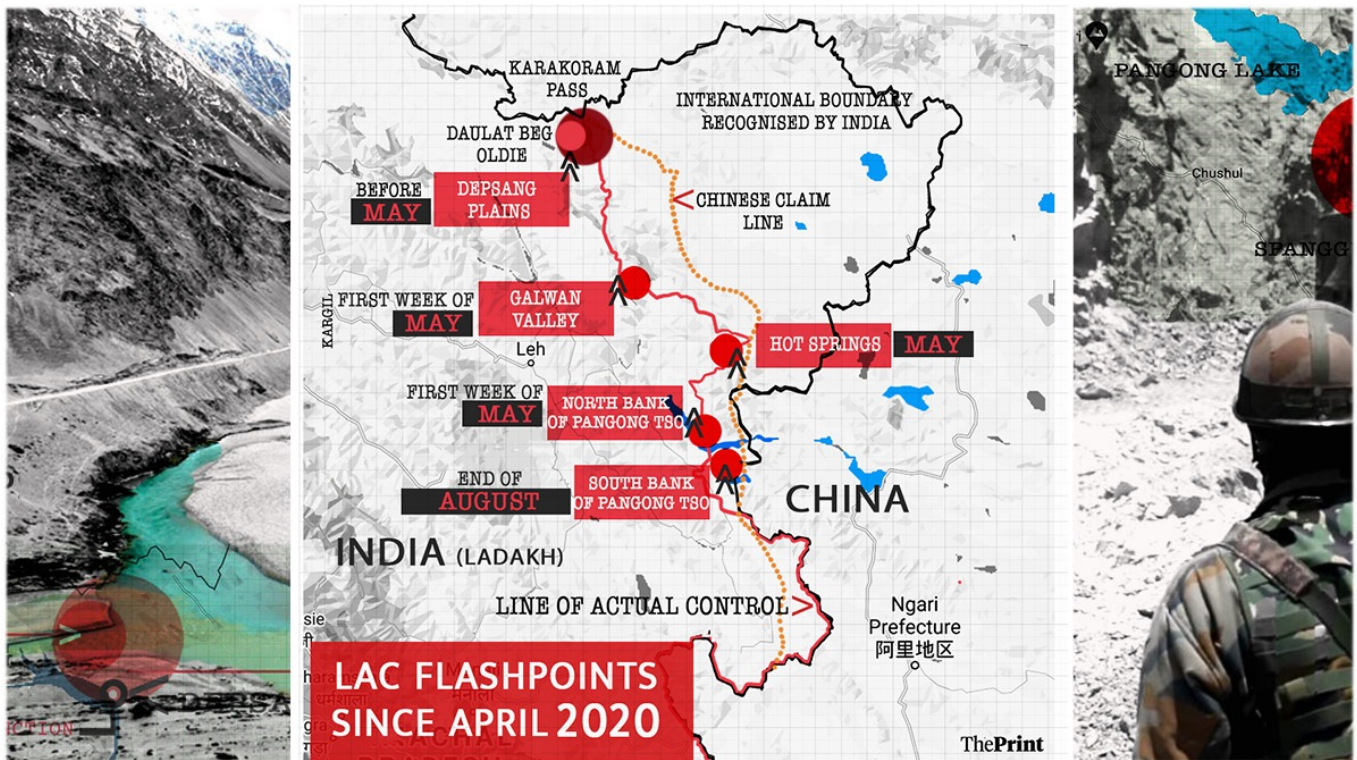 KARAKORAM
PASS
INTERNATIONAL BOUNDARY
RECOGNISED BY INDIA
DAULAT BEG
OLDIE
BEFORE
MAY
DEPSANG
PLAINS
CHINESE CLAIM
LINE
FIRST WEEK OF
MAY
GALWAN
VALLEY
KARGIL
Leh
HOT SPRINGS
MAY
FIRST WEEK OF
MAY
NORTH BANK
OF PANGONG TSO
END OF
AUGUST
SOUTH BANK
OF PANGONG TSO
CHINA
INDIA (LADAKH)
LINE OF ACTUAL CONTROL
Ngari
Prefecture
阿里地区
LAC FLASHPOINTS
SINCE APRIL 2020
ThePrint
PANGONG LAKE
Chushul
SPANGG